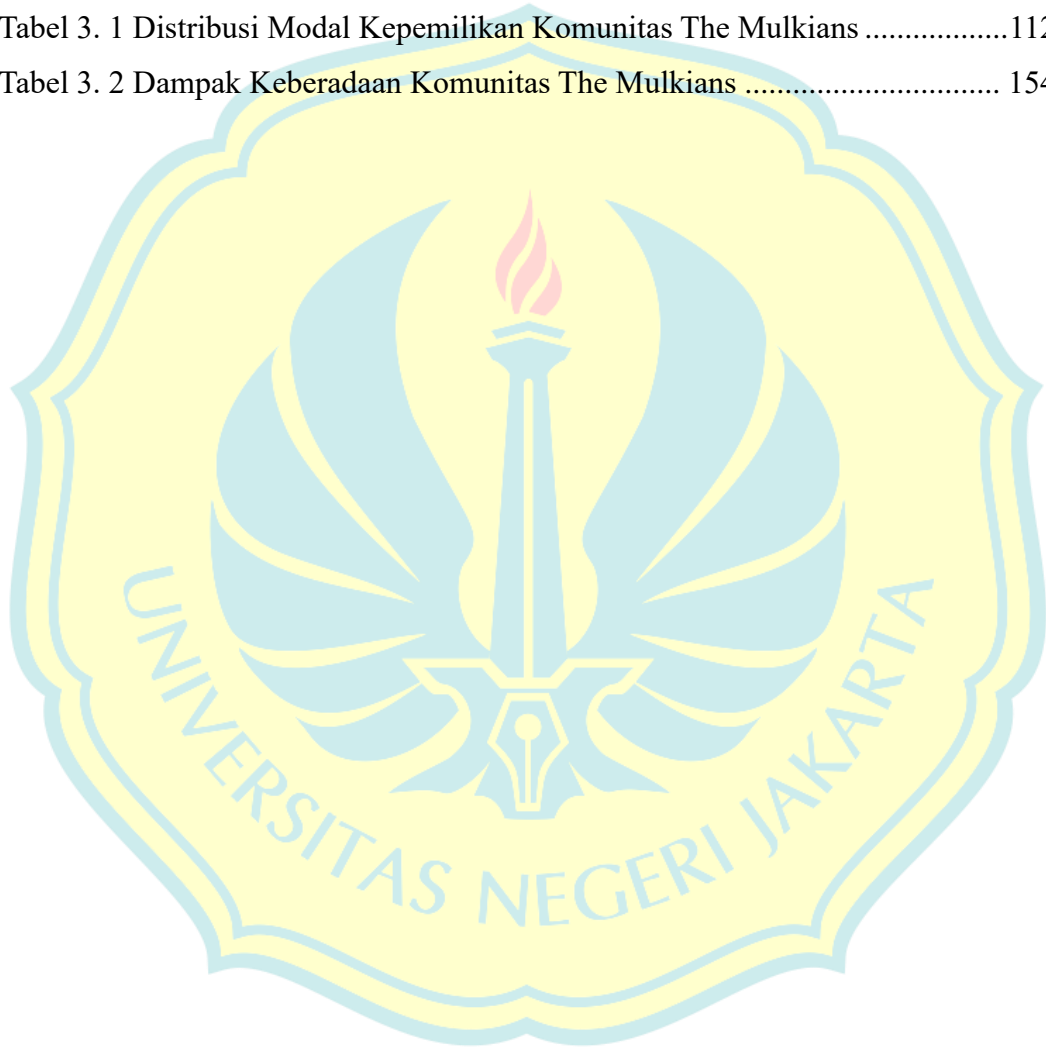 Tabel 3. 1 Distribusi Modal Kepemilikan Komunitas The Mulkians ..................112
Tabel 3. 2 Dampak Keberadaan Komunitas The Mulkians ................................ 154
UNIVERSITAS NEGERI JAKARTA